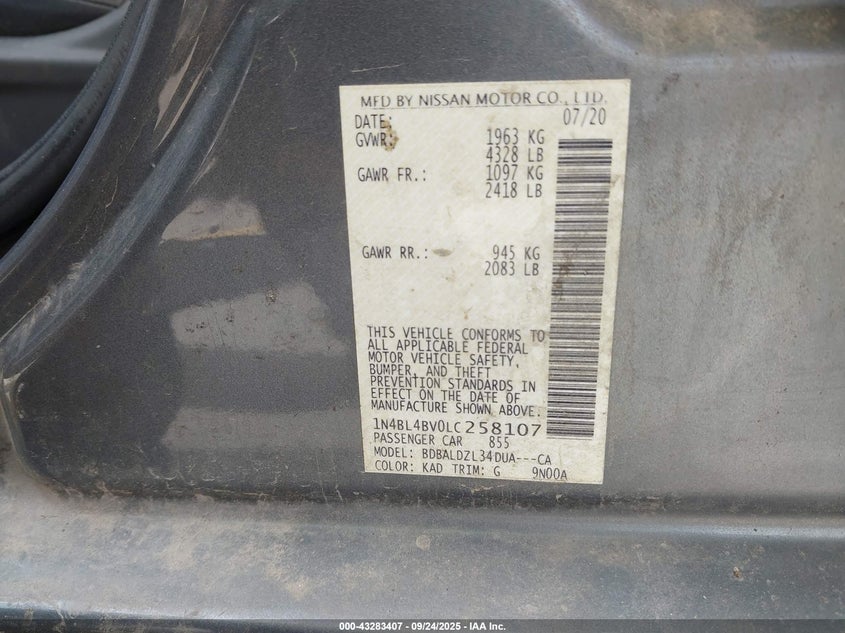 MFD BY NISSAN MOTOR CO., LTD.
DATE: 07/20
GVWR: 1963 KG
4328 LB
GAWR FR.: 1097 KG
2418 LB
GAWR RR.: 945 KG
2083 LB
THIS VEHICLE CONFORMS TO
ALL APPLICABLE FEDERAL
MOTOR VEHICLE SAFETY,
BUMPER, AND THEFT
PREVENTION STANDARDS IN
EFFECT ON THE DATE OF
MANUFACTURE SHOWN ABOVE.
1N4BL4BV0LC258107
PASSENGER CAR 855
MODEL: BDBALDZL34DUA---CA
COLOR: KAD TRIM: G 9N00A
000-43283407 - 09/24/2025 - IAA Inc.